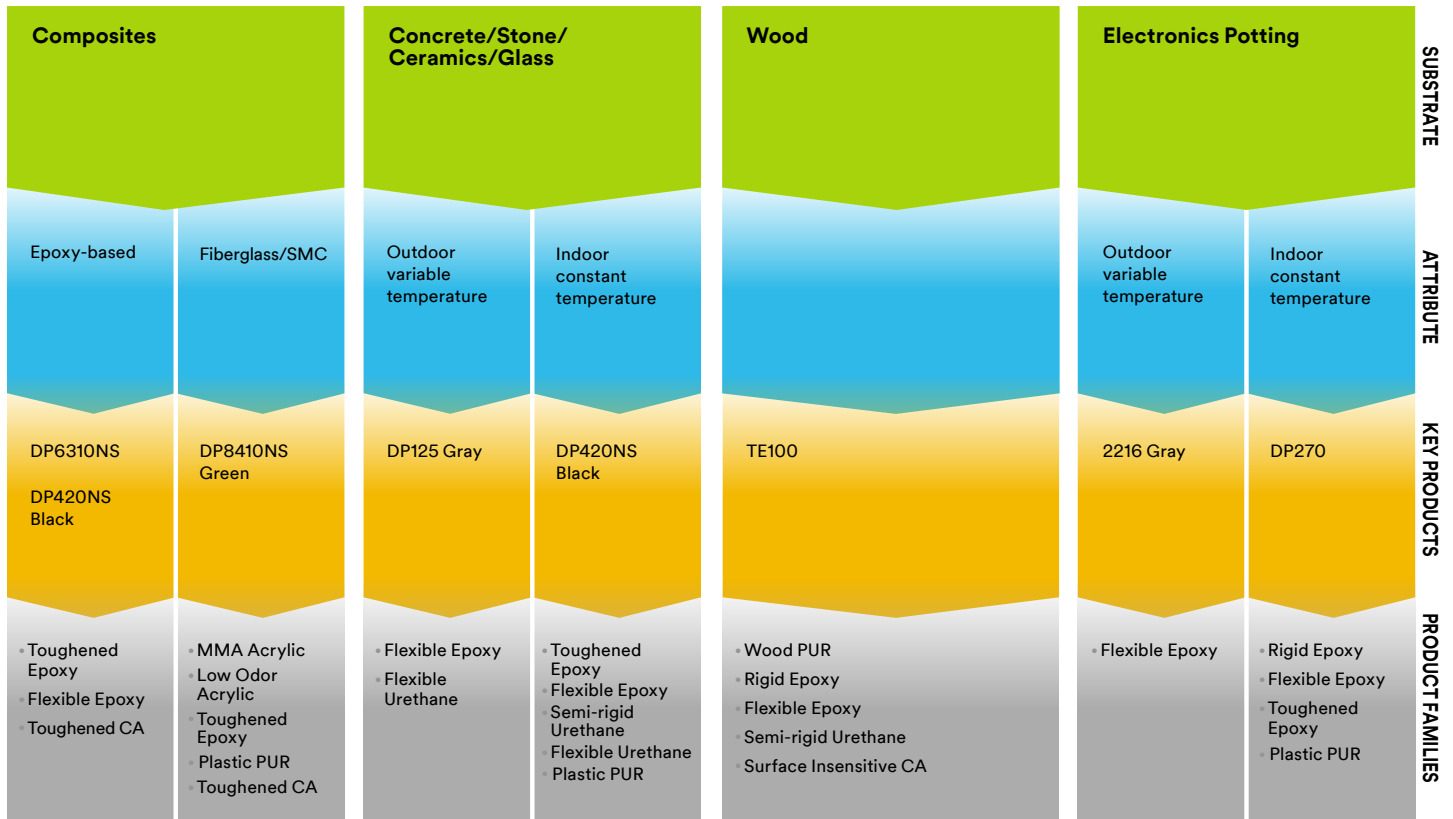 Composites
Concrete/Stone/
Ceramics/Glass
Wood
Electronics Potting
SUBSTRATE
Epoxy-based
Fiberglass/SMC
Outdoor
variable
temperature
Indoor
constant
temperature
Outdoor
variable
temperature
Indoor
constant
temperature
ATTRIBUTE
DP6310NS
DP420NS
Black
DP8410NS
Green
DP125 Gray
DP420NS
Black
TE100
2216 Gray
DP270
KEY PRODUCTS
• Toughened
Epoxy
• Flexible Epoxy
• Toughened CA
• MMA Acrylic
• Low Odor
Acrylic
• Toughened
Epoxy
• Plastic PUR
• Toughened CA
• Flexible Epoxy
• Flexible
Urethane
• Toughened
Epoxy
• Flexible Epoxy
• Semi-rigid
Urethane
• Flexible Urethane
• Plastic PUR
• Wood PUR
• Rigid Epoxy
• Flexible Epoxy
• Semi-rigid Urethane
• Surface Insensitive CA
• Flexible Epoxy
• Rigid Epoxy
• Flexible Epoxy
• Toughened
Epoxy
• Plastic PUR
PRODUCT FAMILIES